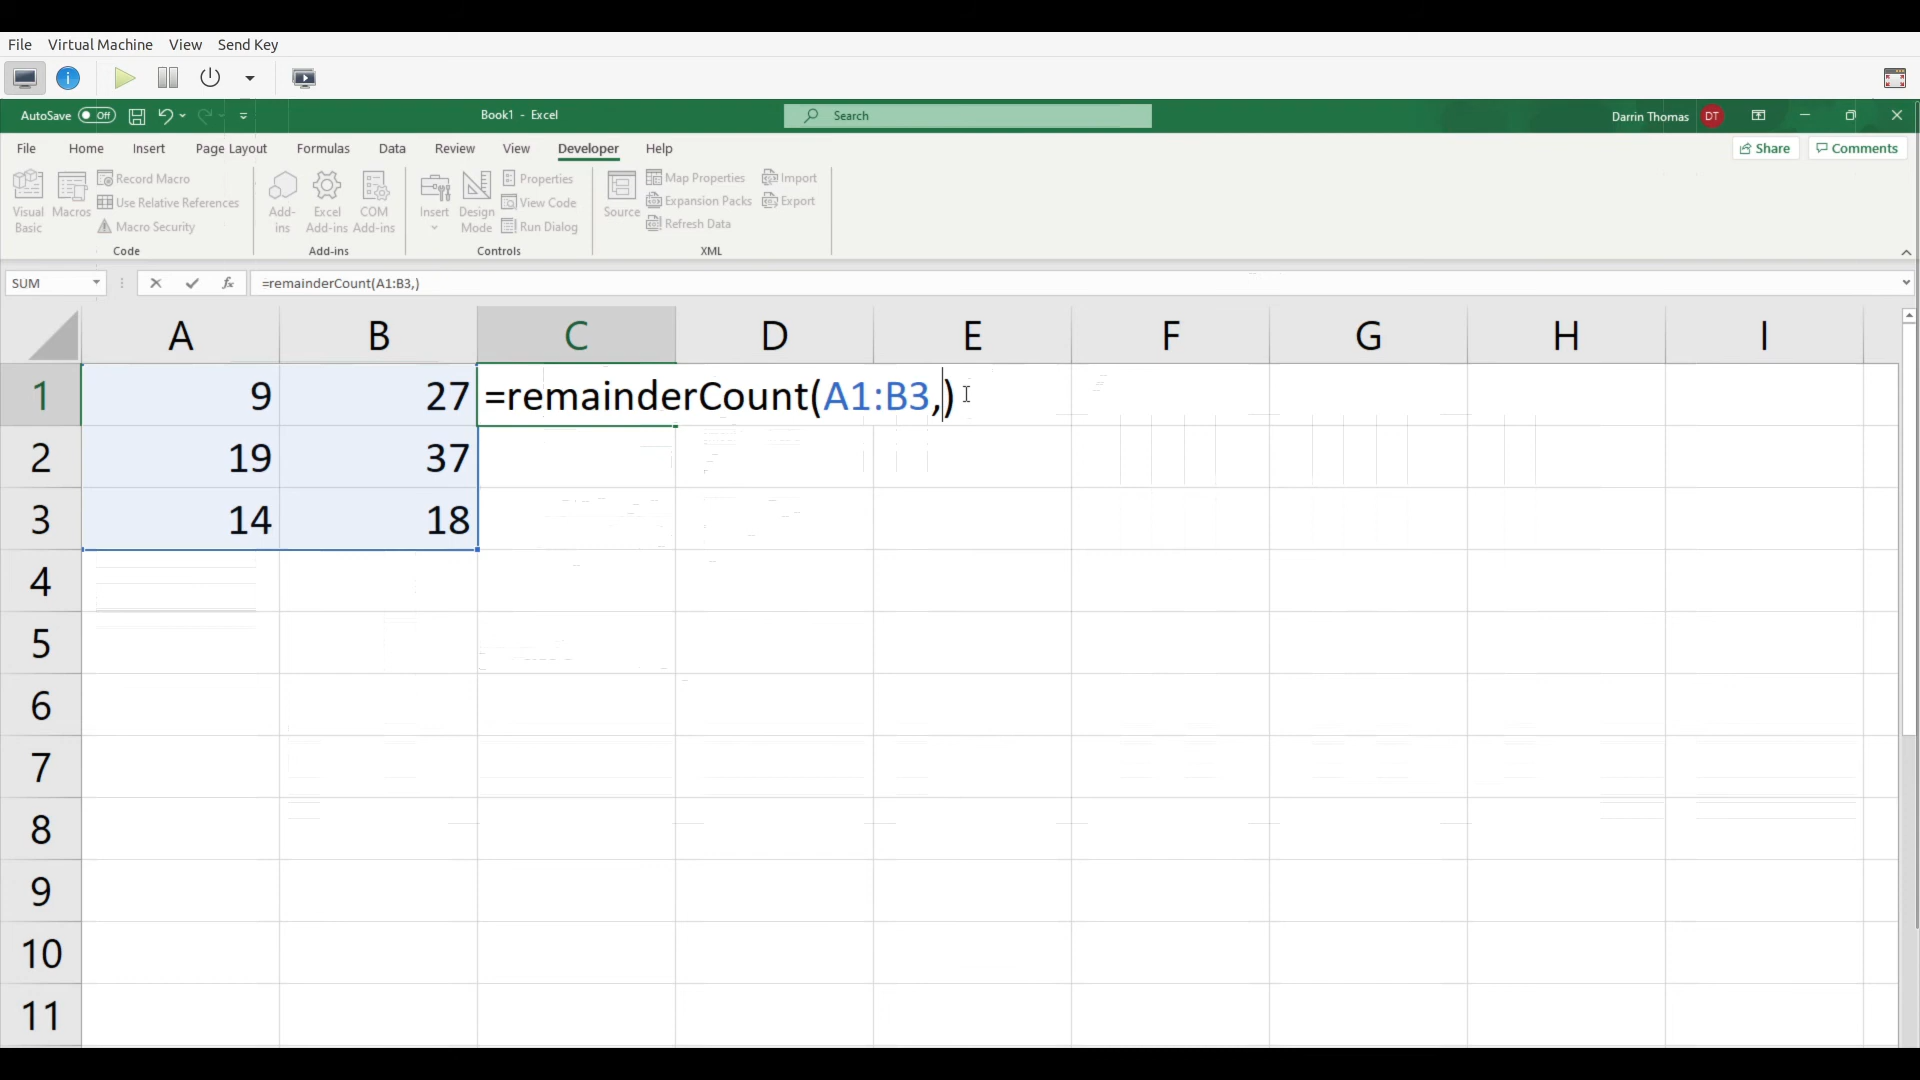 File Virtual Machine View Send Key
AutoSave Off Book1 - Excel Search Darrin Thomas DT
File Home Insert Page Layout Formulas Data Review View Developer Help Share Comments
Visual Basic
Macros
Record Macro
Use Relative References
Macro Security
Code
Add-ins
Excel Add-ins
COM Add-ins
Add-ins
Insert
Design Mode
Properties
View Code
Run Dialog
Controls
Source
Map Properties
Expansion Packs
Refresh Data
Import
Export
XML
SUM fx =remainderCount(A1:B3,)
A B C D E F G H I
1 9 27 =remainderCount(A1:B3,)
2 19 37
3 14 18
4
5
6
7
8
9
10
11